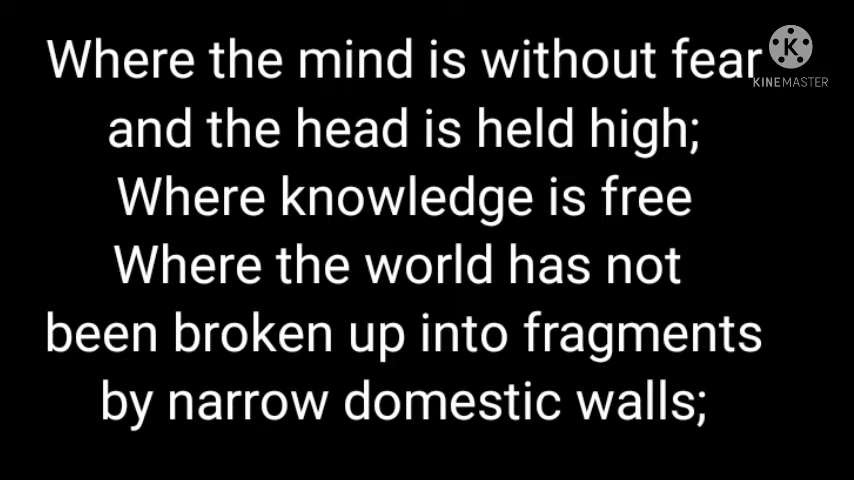 Where the mind is without fear
and the head is held high;
Where knowledge is free
Where the world has not
been broken up into fragments
by narrow domestic walls;
K
KINEMASTER